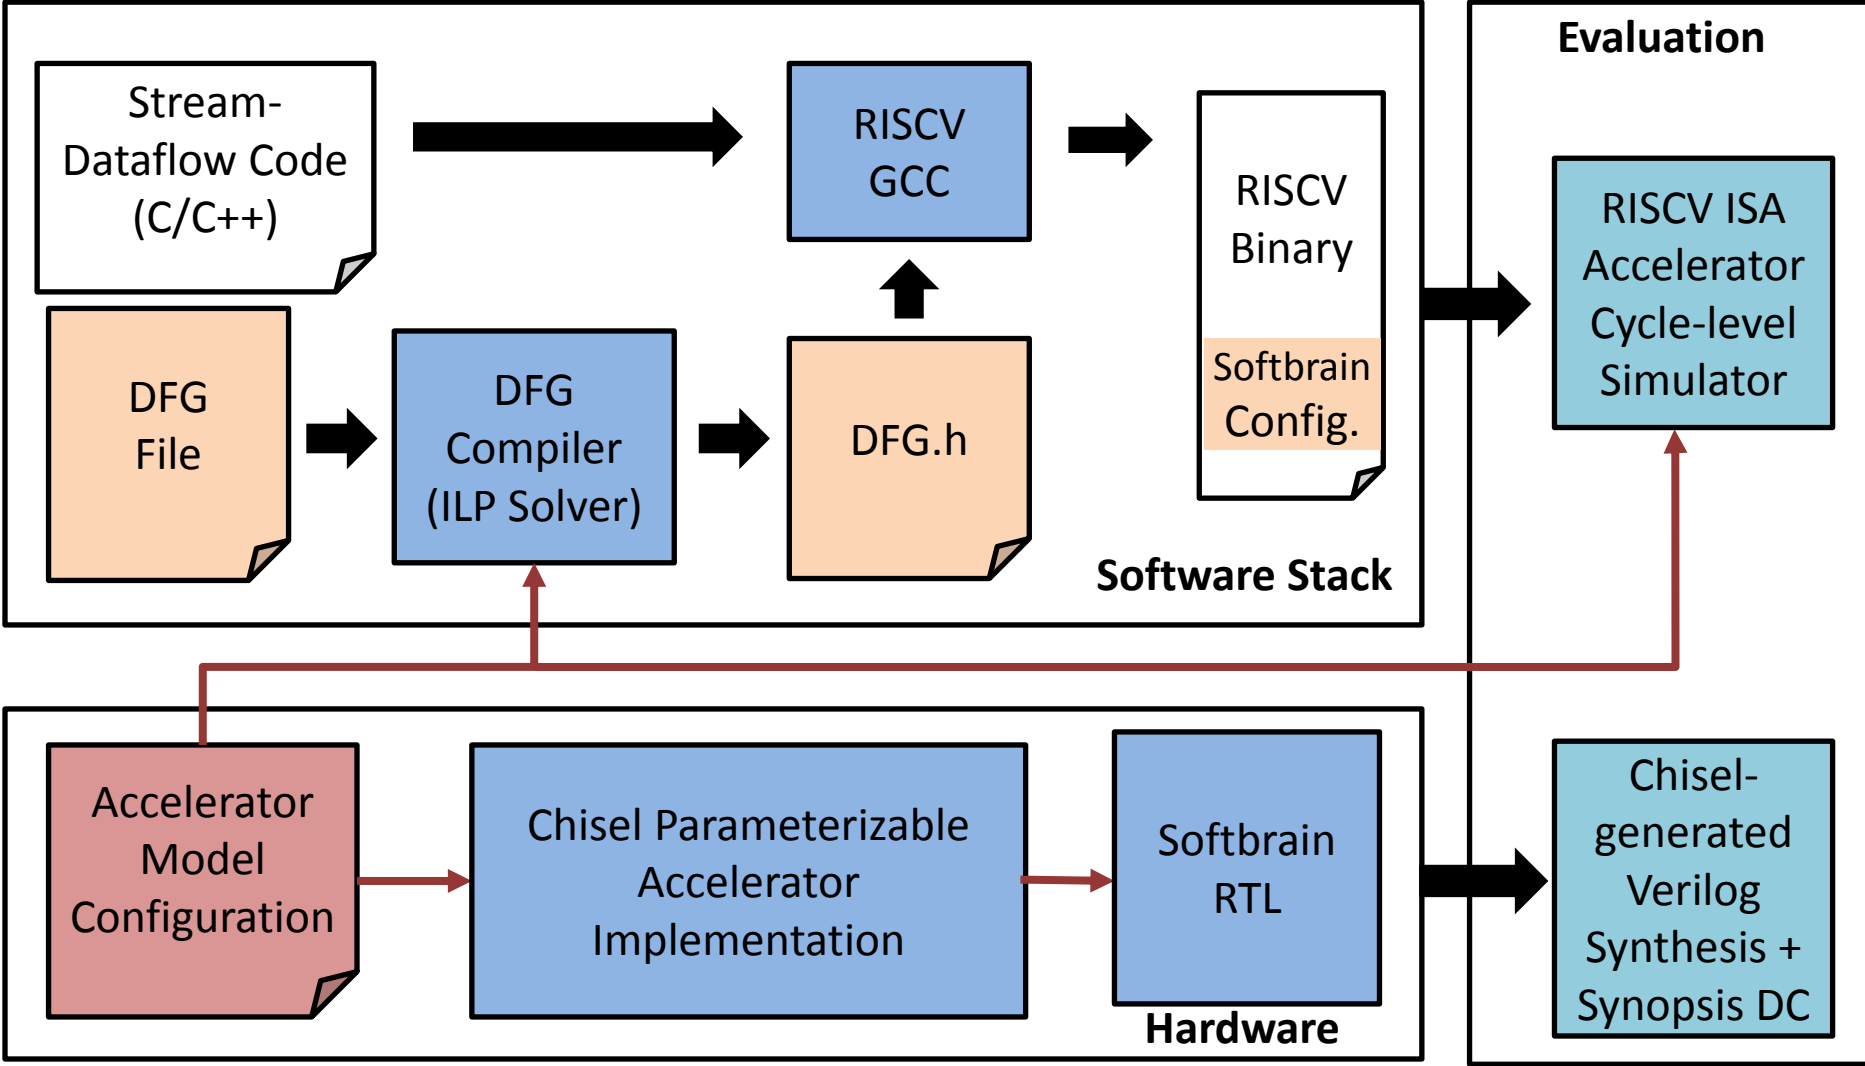 Evaluation
Stream-
Dataflow Code
(C/C++)
RISCV
GCC
RISCV
Binary
Softbrain
Config.
RISCV ISA
Accelerator
Cycle-level
Simulator
DFG
File
DFG
Compiler
(ILP Solver)
DFG.h
Software Stack
Accelerator
Model
Configuration
Chisel Parameterizable
Accelerator
Implementation
Softbrain
RTL
Hardware
Chisel-
generated
Verilog
Synthesis +
Synopsis DC